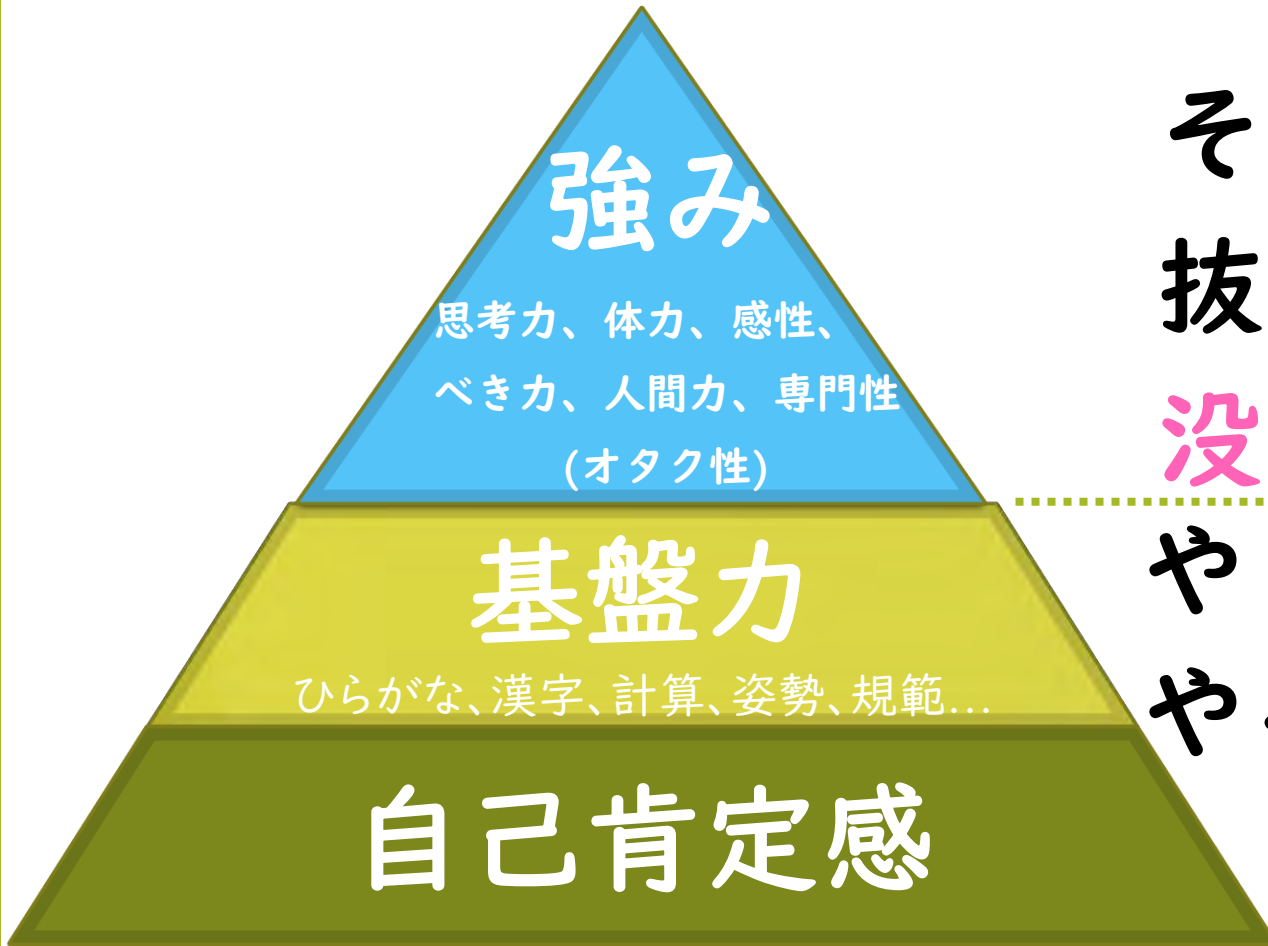 強み
思考力、体力、感性、
べき力、人間力、専門性
(オタク性)
基盤力
ひらがな、漢字、計算、姿勢、規範…
自己肯定感
そ
抜
没
や
や